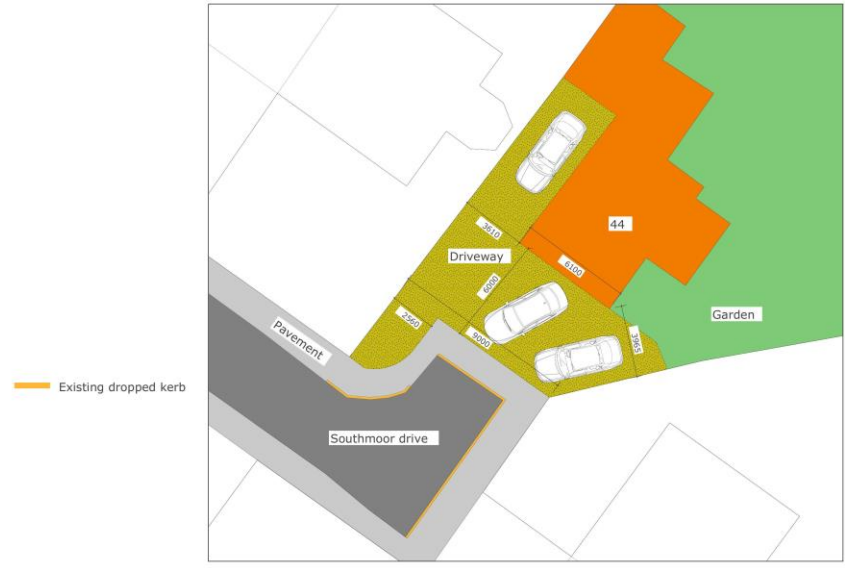 44
3610
Driveway
6100
6000
2560
Garden
Pavement
9000
3965
Existing dropped kerb
Southmoor drive